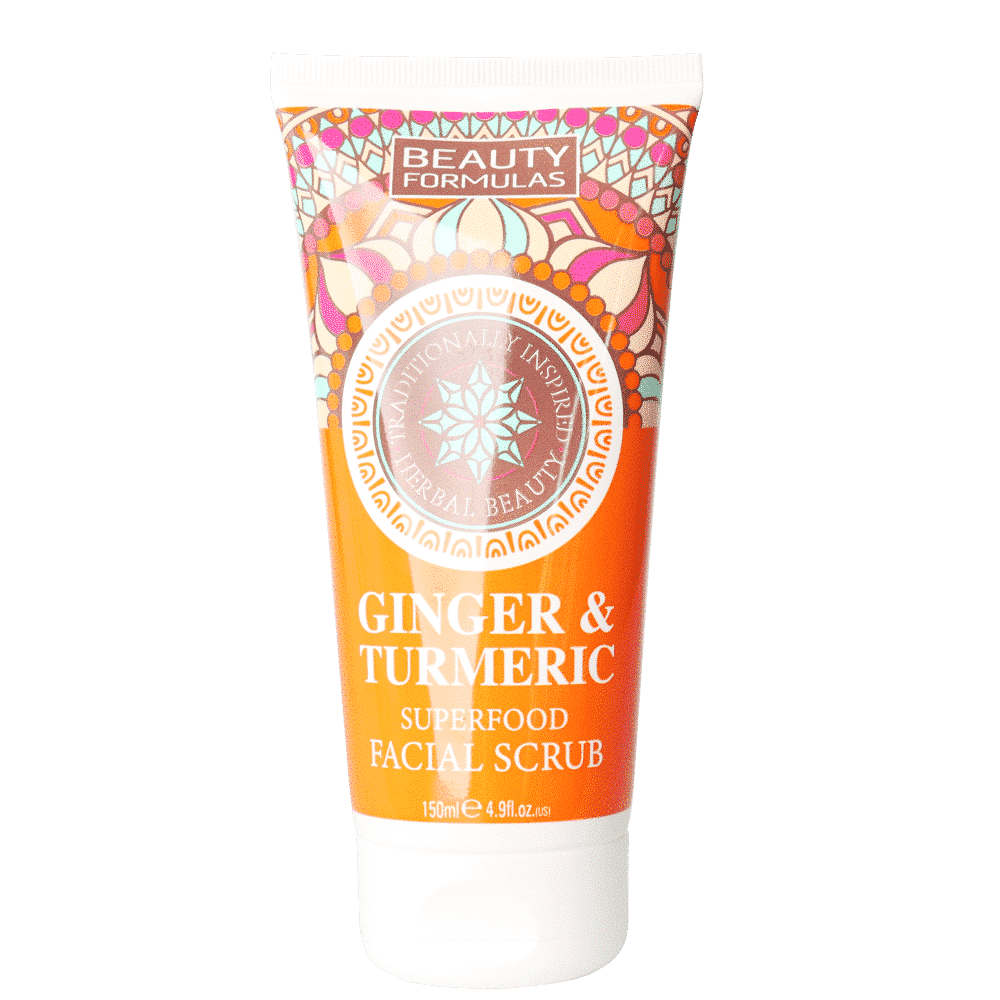 BEAUTY
FORMULAS
TRADITIONALLY INSPIRED
HERBAL BEAUTY
GINGER &
TURMERIC
SUPERFOOD
FACIAL SCRUB
150ml ℮ 4.9fl.oz.(US)